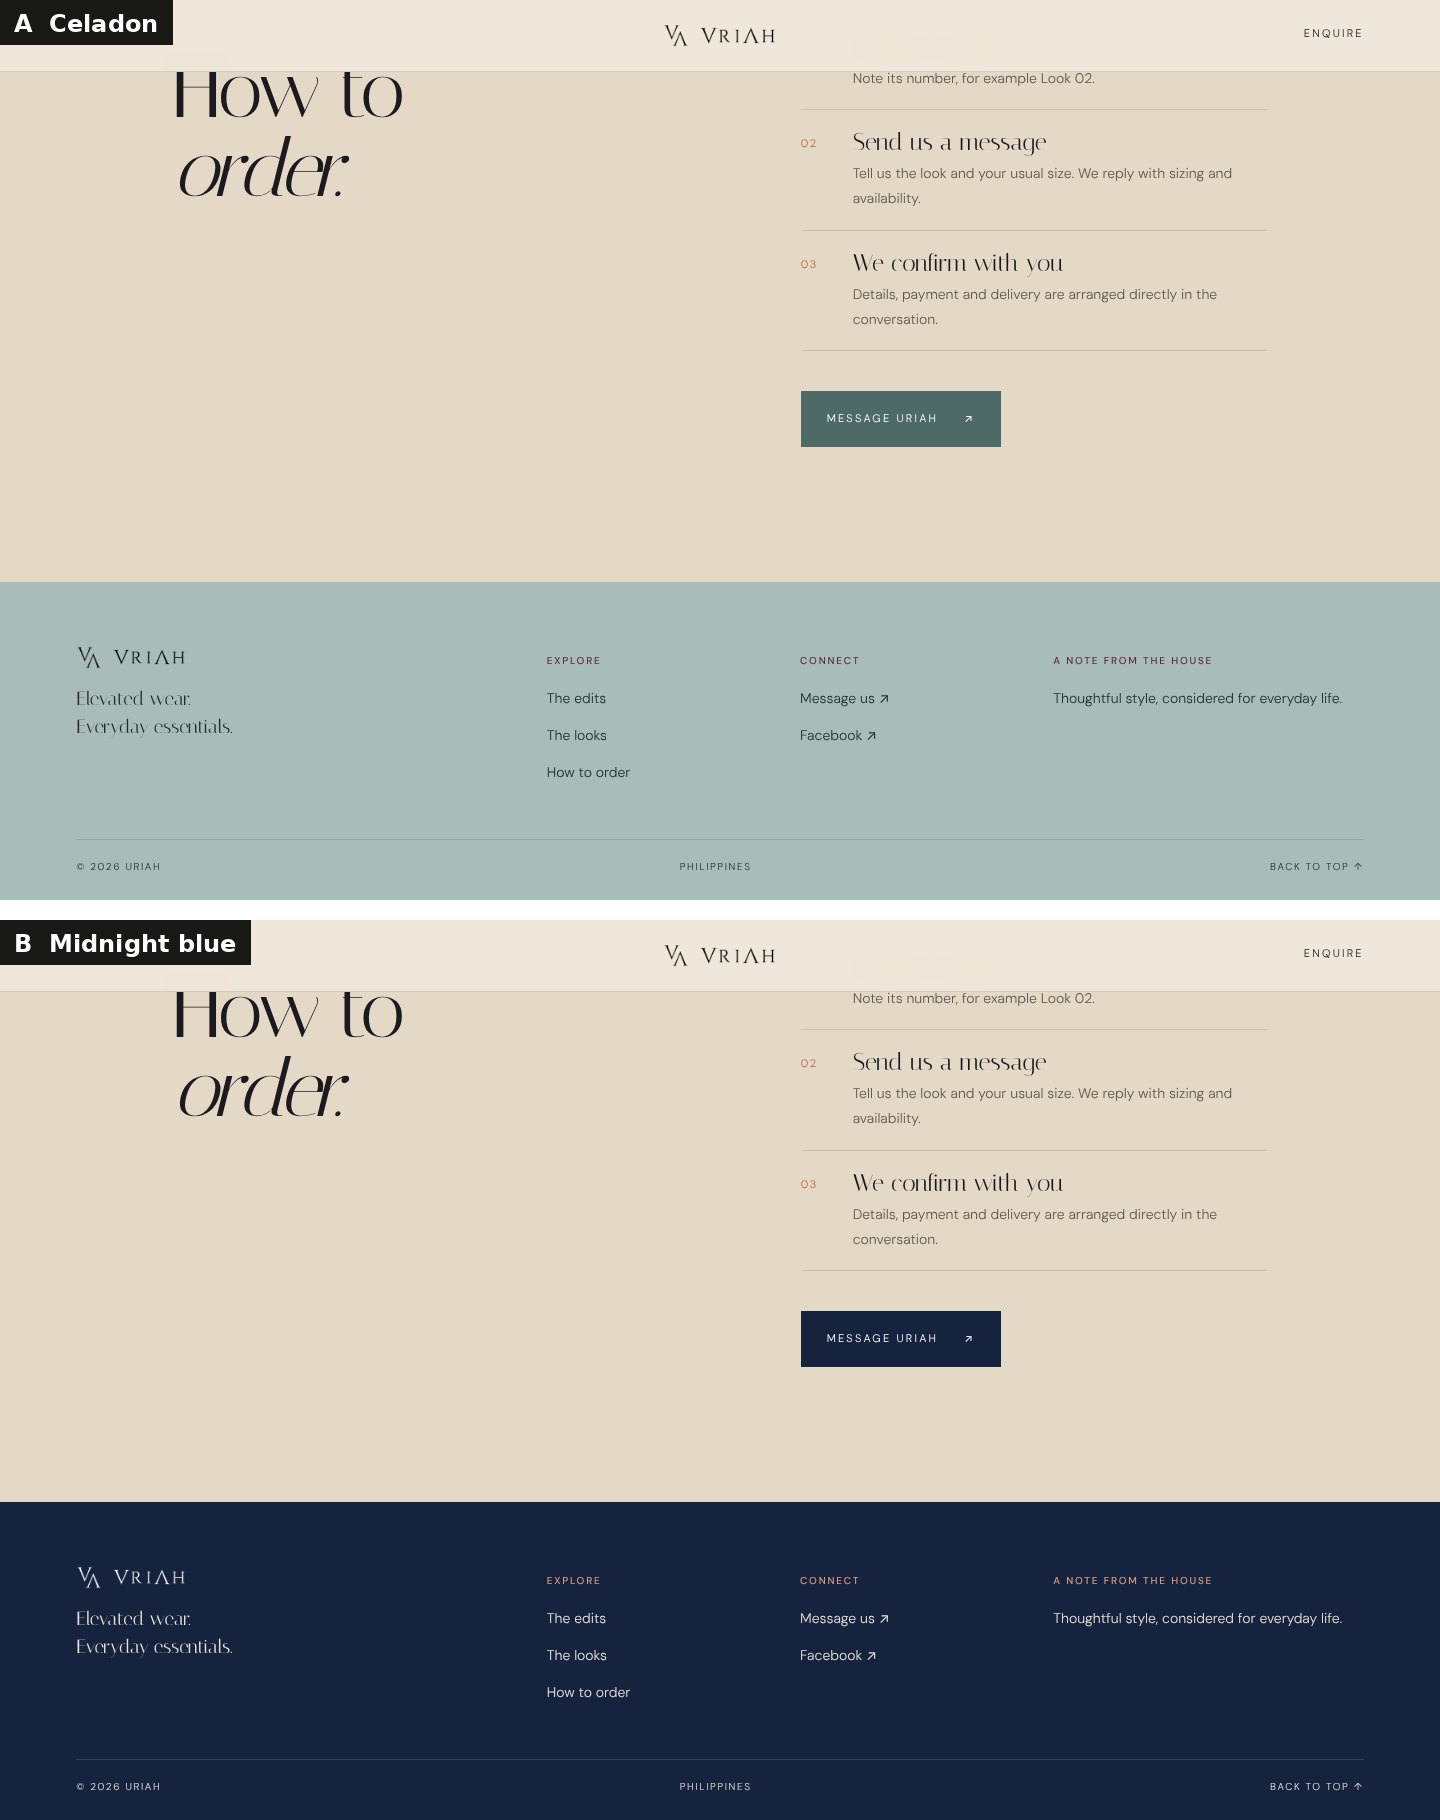 A Celadon
VA VRIAH
ENQUIRE
How to
order.
Note its number, for example Look 02.
02
Send us a message
Tell us the look and your usual size. We reply with sizing and
availability.
03
We confirm with you
Details, payment and delivery are arranged directly in the
conversation.
MESSAGE URIAH ↗
VA VRIAH
Elevated wear.
Everyday essentials.
EXPLORE
The edits
The looks
How to order
CONNECT
Message us ↗
Facebook ↗
A NOTE FROM THE HOUSE
Thoughtful style, considered for everyday life.
© 2026 URIAH
PHILIPPINES
BACK TO TOP ↑
B Midnight blue
VA VRIAH
ENQUIRE
How to
order.
Note its number, for example Look 02.
02
Send us a message
Tell us the look and your usual size. We reply with sizing and
availability.
03
We confirm with you
Details, payment and delivery are arranged directly in the
conversation.
MESSAGE URIAH ↗
VA VRIAH
Elevated wear.
Everyday essentials.
EXPLORE
The edits
The looks
How to order
CONNECT
Message us ↗
Facebook ↗
A NOTE FROM THE HOUSE
Thoughtful style, considered for everyday life.
© 2026 URIAH
PHILIPPINES
BACK TO TOP ↑